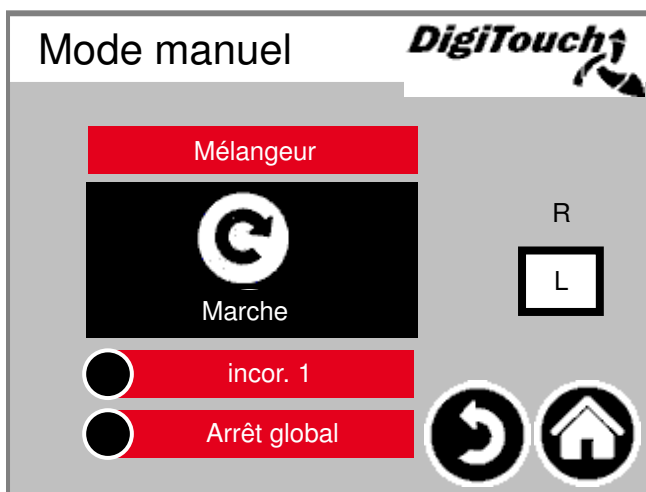 Mode manuel
DigiTouch
Mélangeur
Marche
R
L
incor. 1
Arrêt global